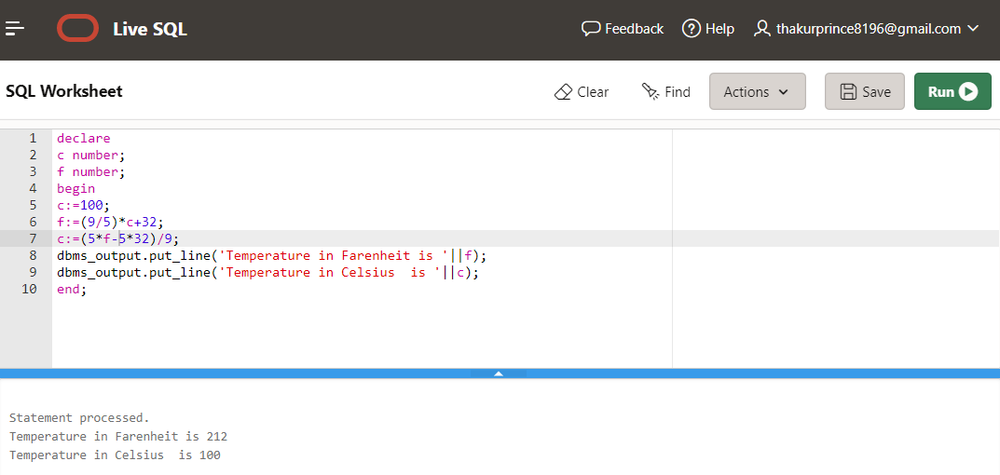 Live SQL Feedback Help thakurprince8196@gmail.com
SQL Worksheet Clear Find Actions Save Run
1 declare
2 c number;
3 f number;
4 begin
5 c:=100;
6 f:=(9/5)*c+32;
7 c:=(5*f-5*32)/9;
8 dbms_output.put_line('Temperature in Farenheit is '||f);
9 dbms_output.put_line('Temperature in Celsius  is '||c);
10 end;
Statement processed.
Temperature in Farenheit is 212
Temperature in Celsius  is 100